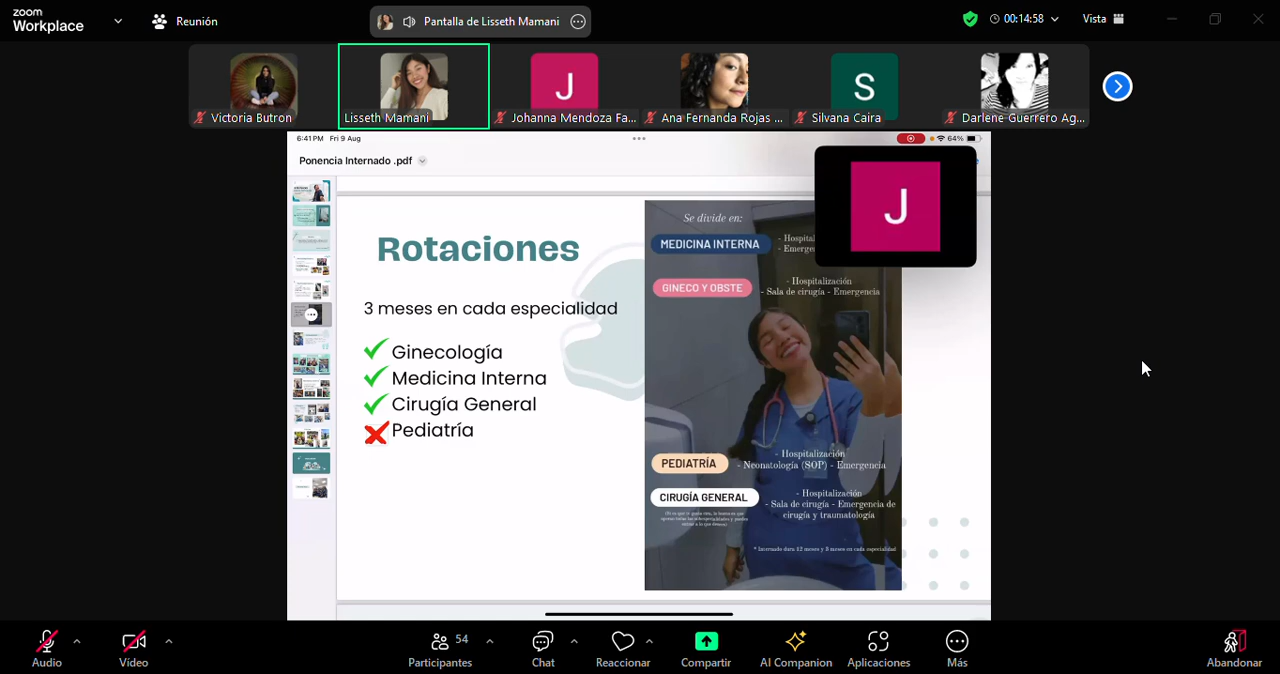 zoom
Workplace
Reunión
Pantalla de Lisseth Mamani
00:14:58
Vista
Victoria Butron
Lisseth Mamani
J
Johanna Mendoza Fa...
Ana Fernanda Rojas ...
S
Silvana Caira
Darlene Guerrero Ag...
6:41 PM Fri 9 Aug
64%
Ponencia Internado .pdf
J
Rotaciones
3 meses en cada especialidad
Ginecología
Medicina Interna
Cirugía General
Pediatría
Se divide en:
MEDICINA INTERNA
GINECO Y OBSTE
- Hospitalización
- Sala de cirugía - Emergencia
PEDIATRÍA
- Hospitalización
- Neonatología (SOP) - Emergencia
CIRUGÍA GENERAL
- Hospitalización
- Sala de cirugía - Emergencia de
cirugía y traumatología
* Internado dura 12 meses y 3 meses en cada especialidad
Audio
Vídeo
54
Participantes
Chat
Reaccionar
Compartir
AI Companion
Aplicaciones
Más
Abandonar